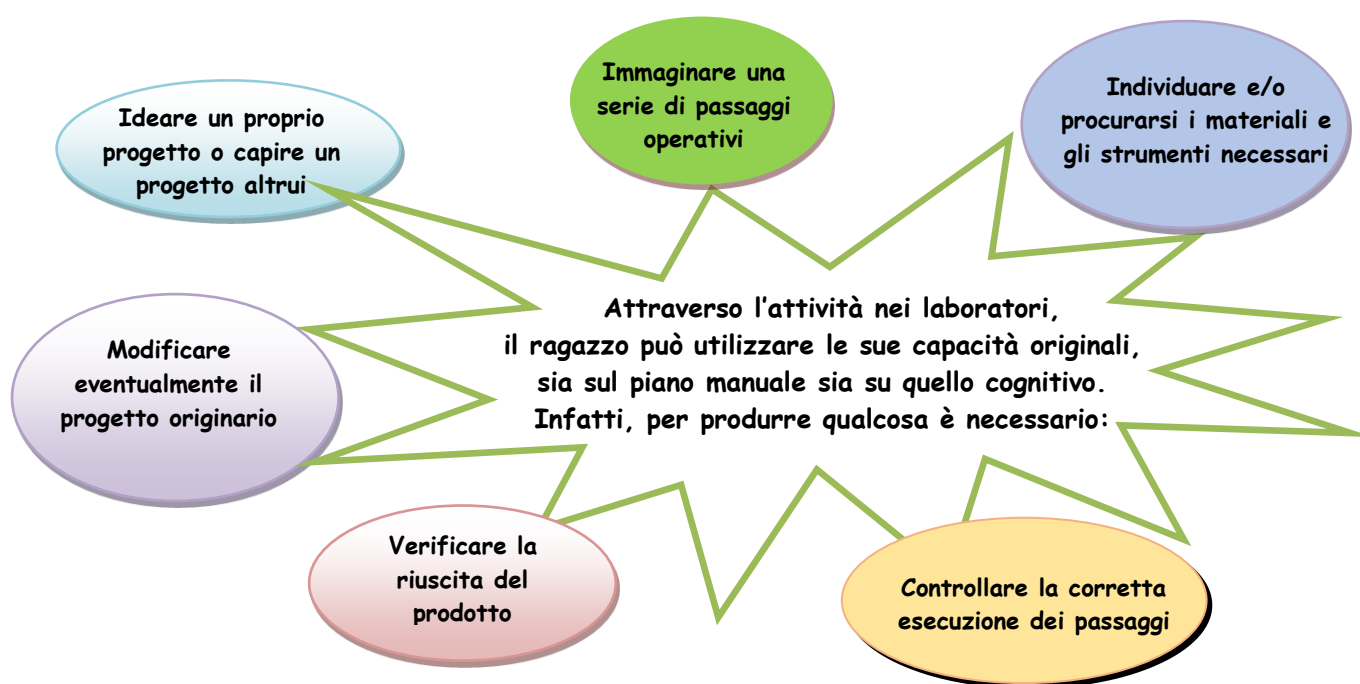 Ideare un proprio
progetto o capire un
progetto altrui
Immaginare una
serie di passaggi
operativi
Individuare e/o
procurarsi i materiali e
gli strumenti necessari
Attraverso l’attività nei laboratori,
il ragazzo può utilizzare le sue capacità originali,
sia sul piano manuale sia su quello cognitivo.
Infatti, per produrre qualcosa è necessario:
Modificare
eventualmente il
progetto originario
Verificare la
riuscita del
prodotto
Controllare la corretta
esecuzione dei passaggi